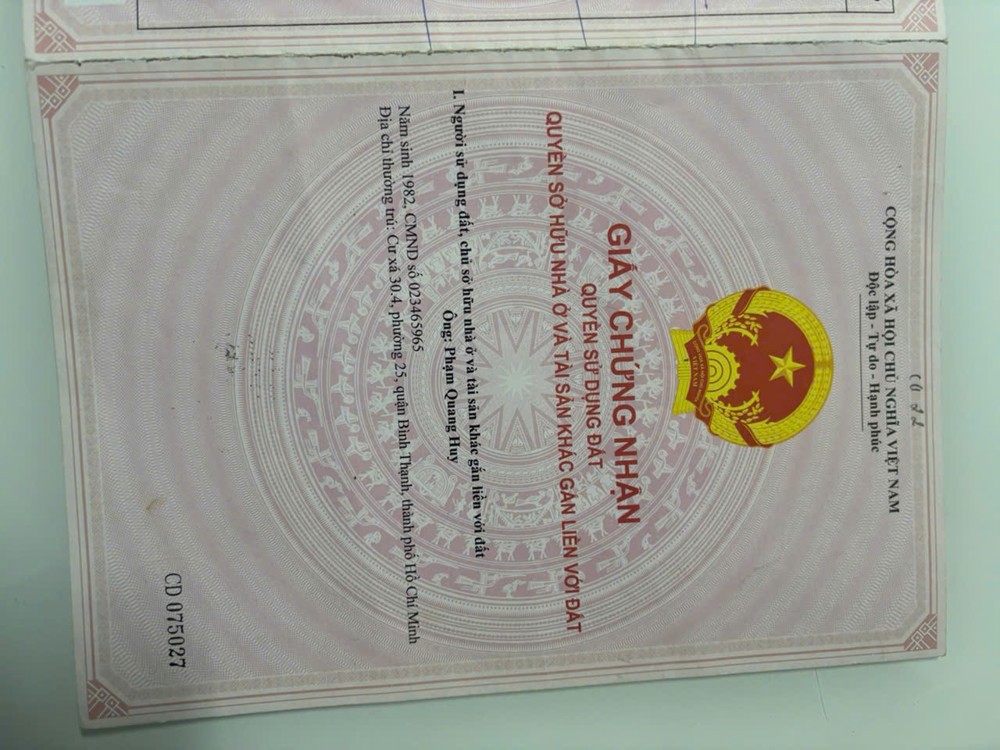 CỘNG HÒA XÃ HỘI CHỦ NGHĨA VIỆT NAM
Độc lập - Tự do - Hạnh phúc
GIẤY CHỨNG NHẬN
QUYỀN SỬ DỤNG ĐẤT
QUYỀN SỞ HỮU NHÀ Ở VÀ TÀI SẢN KHÁC GẮN LIỀN VỚI ĐẤT
I. Người sử dụng đất, chủ sở hữu nhà ở và tài sản khác gắn liền với đất
Ông: Phạm Quang Huy
Năm sinh 1982, CMND số 023465965
Địa chỉ thường trú: Cư xá 30.4, phường 25, quận Bình Thạnh, thành phố Hồ Chí Minh
CD 075027